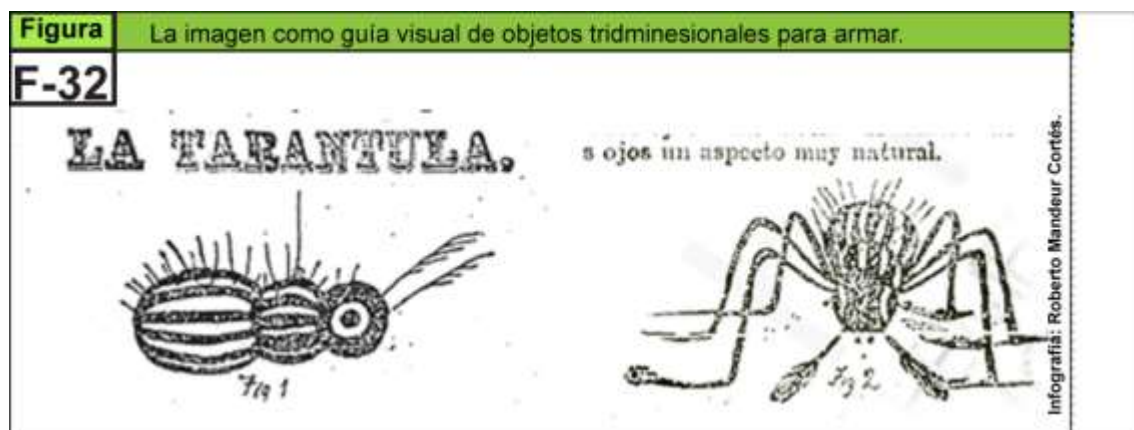 Figura
La imagen como guía visual de objetos tridminesionales para armar.
F-32
LA TARANTULA.
s ojos un aspecto muy natural.
Fig 1
Fig 2
Infografía: Roberto Mandeur Cortés.